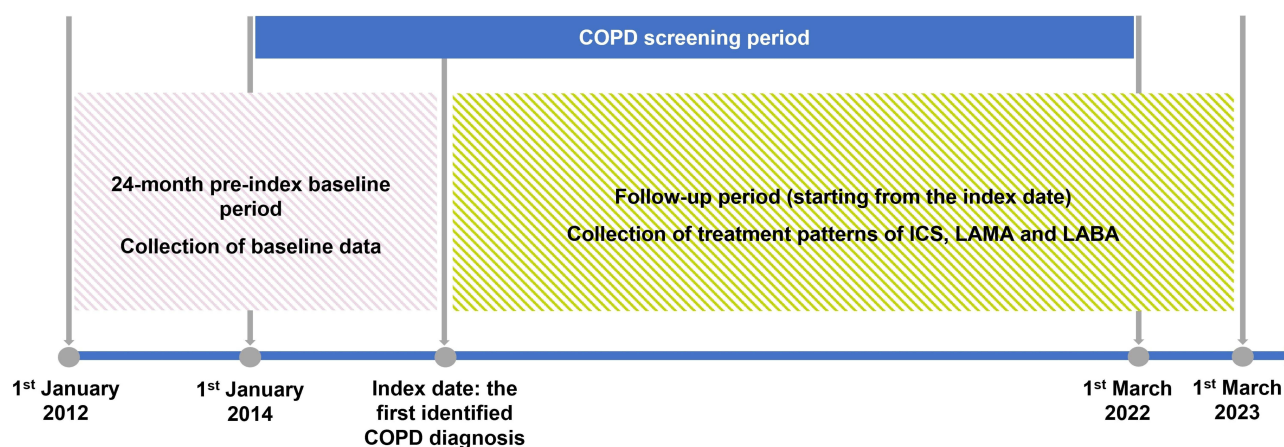 COPD screening period
24-month pre-index baseline
period
Collection of baseline data
Follow-up period (starting from the index date)
Collection of treatment patterns of ICS, LAMA and LABA
1st January
2012
1st January
2014
Index date: the
first identified
COPD diagnosis
1st March
2022
1st March
2023